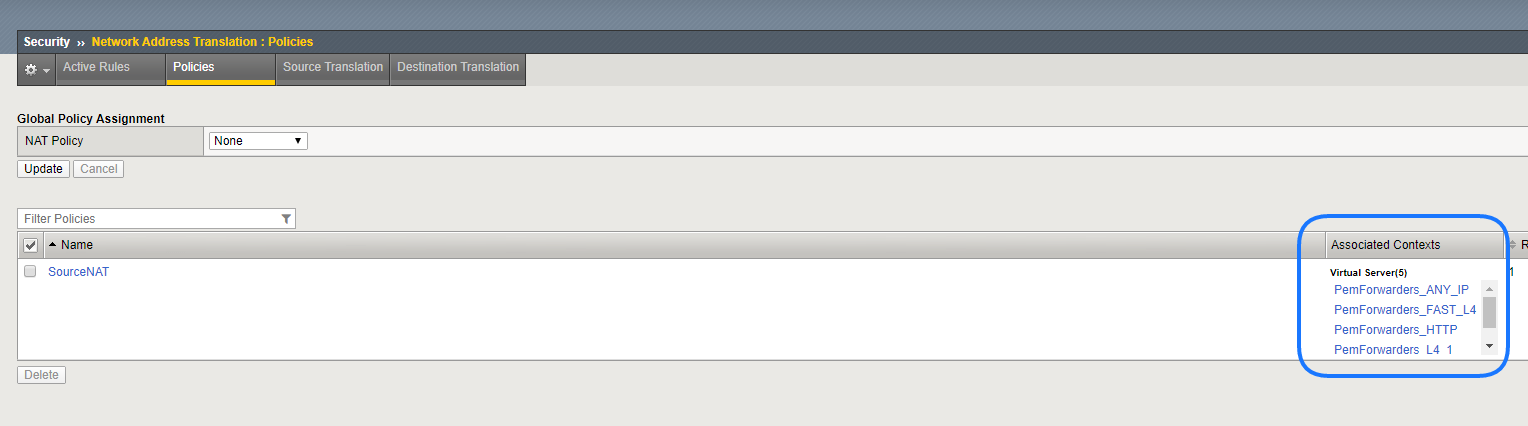 Security ›› Network Address Translation : Policies
Active Rules Policies Source Translation Destination Translation
Global Policy Assignment
NAT Policy None
Update Cancel
Filter Policies
Name Associated Contexts R
SourceNAT Virtual Server(5) 1
PemForwarders_ANY_IP
PemForwarders_FAST_L4
PemForwarders_HTTP
PemForwarders_L4_1
Delete